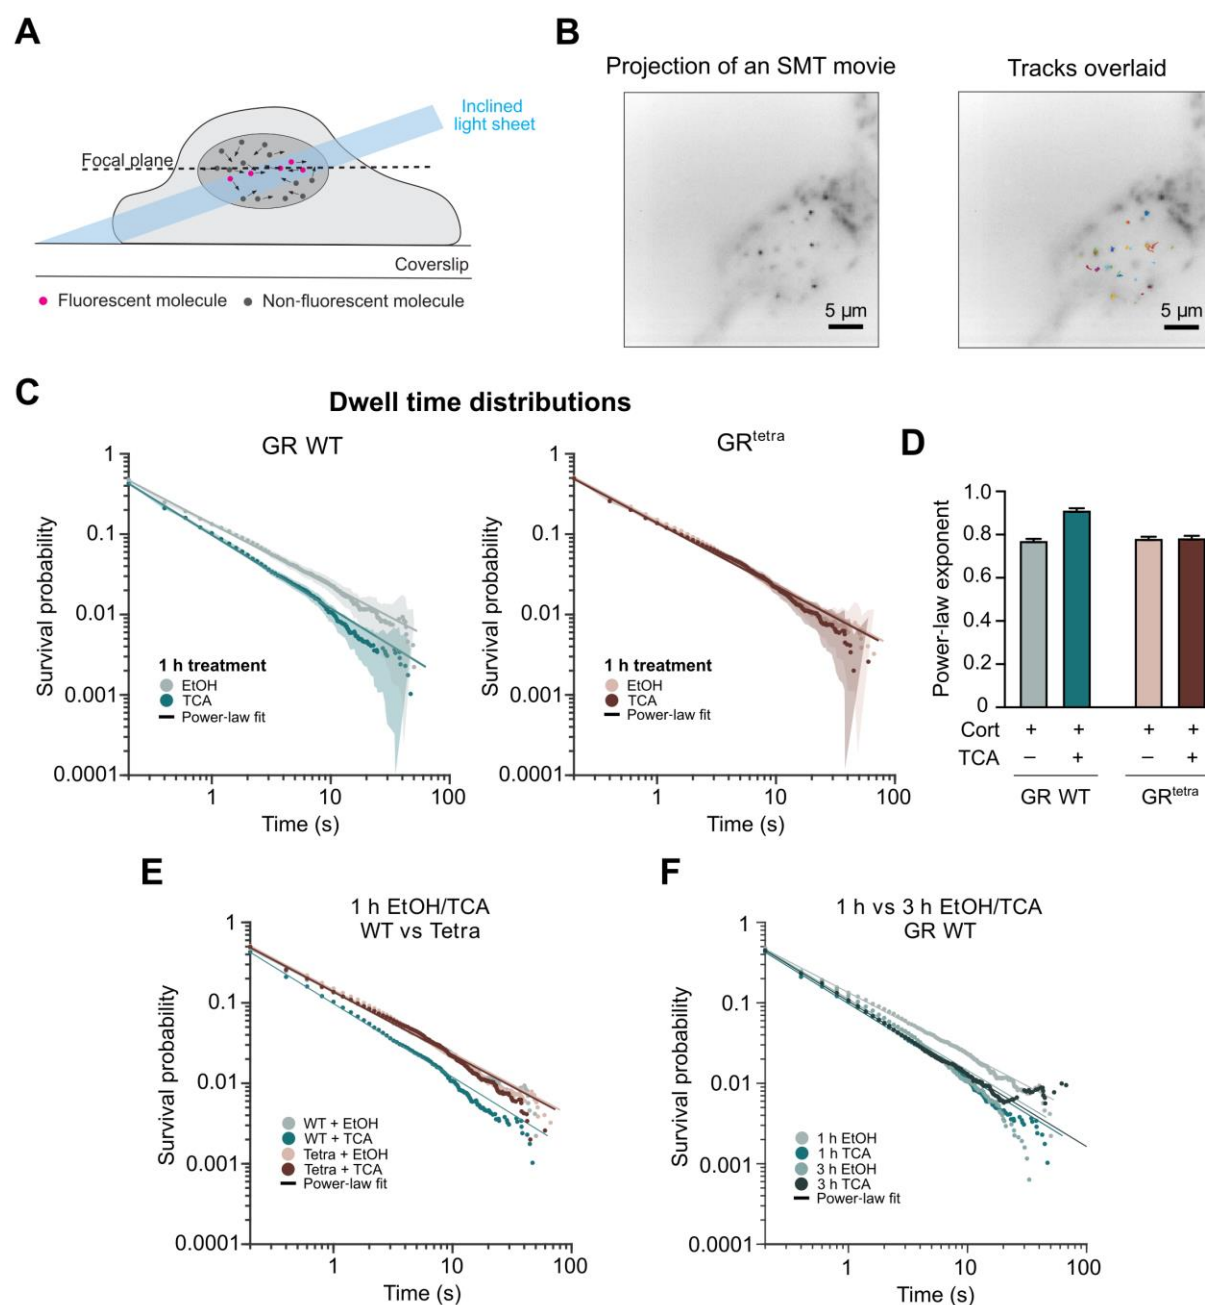 A
Inclined
light sheet
Focal plane
Coverslip
Fluorescent molecule
Non-fluorescent molecule
B
Projection of an SMT movie
Tracks overlaid
5 µm
5 µm
C
Dwell time distributions
GR WT
Survival probability
1
0.1
0.01
0.001
0.0001
1 h treatment
EtOH
TCA
Power-law fit
1
10
100
Time (s)
GRtetra
Survival probability
1
0.1
0.01
0.001
0.0001
1 h treatment
EtOH
TCA
Power-law fit
1
10
100
Time (s)
D
Power-law exponent
1.0
0.8
0.6
0.4
0.2
0
Cort + + + +
TCA – + – +
GR WT
GRtetra
E
1 h EtOH/TCA
WT vs Tetra
Survival probability
1
0.1
0.01
0.001
0.0001
WT + EtOH
WT + TCA
Tetra + EtOH
Tetra + TCA
Power-law fit
1
10
100
Time (s)
F
1 h vs 3 h EtOH/TCA
GR WT
Survival probability
1
0.1
0.01
0.001
0.0001
1 h EtOH
1 h TCA
3 h EtOH
3 h TCA
Power-law fit
1
10
100
Time (s)